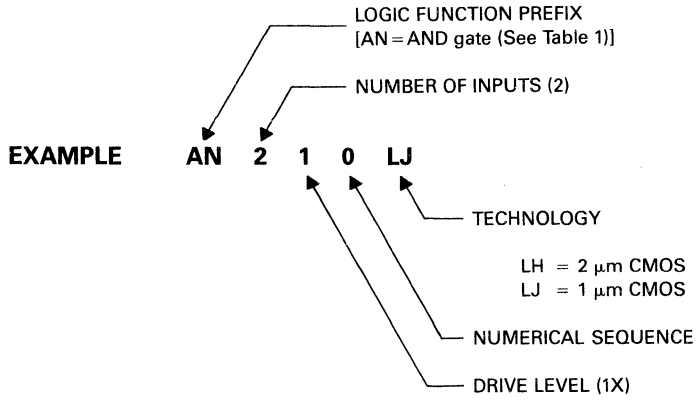 LOGIC FUNCTION PREFIX
[AN = AND gate (See Table 1)]
NUMBER OF INPUTS (2)
EXAMPLE AN 2 1 0 LJ
TECHNOLOGY
LH = 2 μm CMOS
LJ = 1 μm CMOS
NUMERICAL SEQUENCE
DRIVE LEVEL (1X)